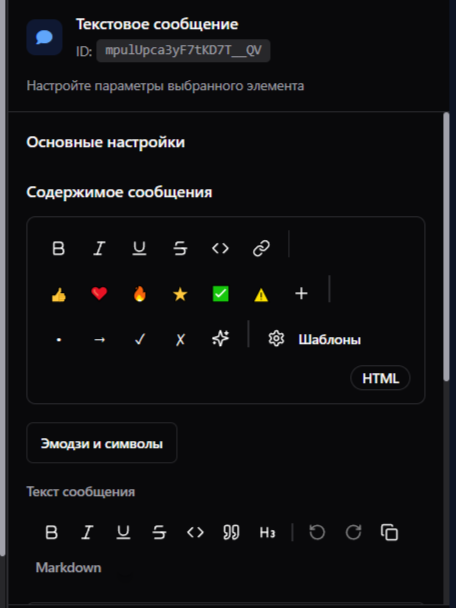 Текстовое сообщение
ID: mpulUpca3yF7tKD7T__QV
Настройте параметры выбранного элемента
Основные настройки
Содержимое сообщения
B I U S <>
👍 ❤️ 🔥 ⭐ ✅ ⚠️ +
• → ✓ ✗ Шаблоны
HTML
Эмодзи и символы
Текст сообщения
B I U S <> H3
Markdown